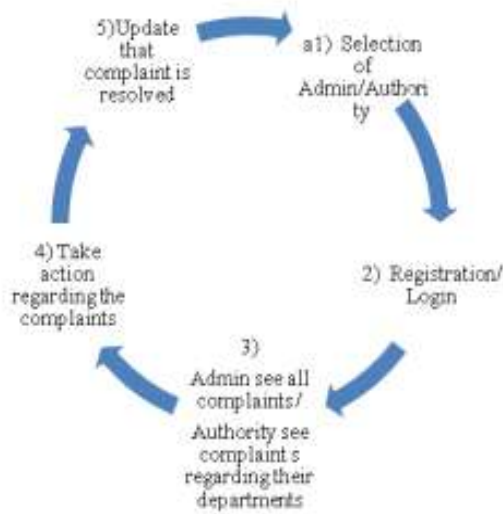 a1) Selection
of
Admin/Authori
ty
2) Registration/
Login
3)
Admin see all
complaints/
Authority see
complaint s
regarding their
departments
4)Take
action
regarding the
complaints
5)Update
that
complaint is
resolved